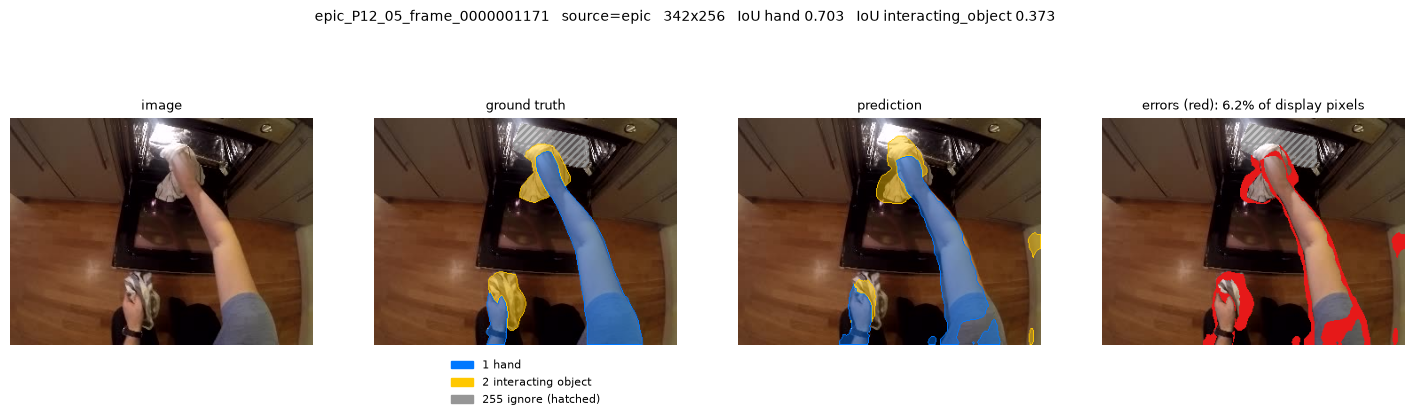 epic_P12_05_frame_0000001171   source=epic   342x256   IoU hand 0.703   IoU interacting_object 0.373
image
ground truth
prediction
errors (red): 6.2% of display pixels
1 hand
2 interacting object
255 ignore (hatched)